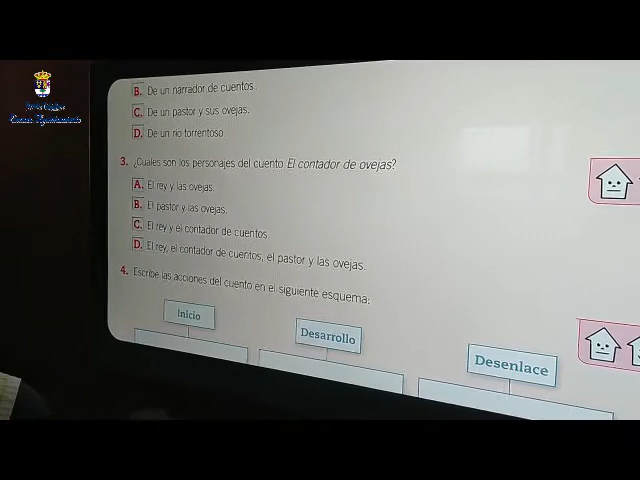 B. De un narrador de cuentos.
C. De un pastor y sus ovejas.
D. De un río torrentoso.
3. ¿Cuáles son los personajes del cuento El contador de ovejas?
A. El rey y las ovejas.
B. El pastor y las ovejas.
C. El rey y el contador de cuentos.
D. El rey, el contador de cuentos, el pastor y las ovejas.
4. Escribe las acciones del cuento en el siguiente esquema:
Inicio
Desarrollo
Desenlace